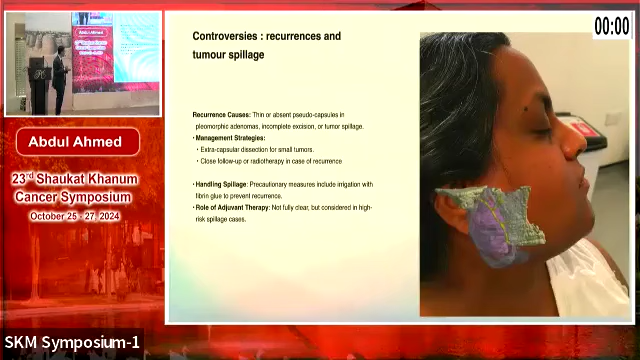 00:00
Controversies : recurrences and
tumour spillage
Recurrence Causes: Thin or absent pseudo-capsules in
pleomorphic adenomas, incomplete excision, or tumor spillage.
• Management Strategies:
• Extra-capsular dissection for small tumors.
• Close follow-up or radiotherapy in case of recurrence
• Handling Spillage: Precautionary measures include irrigation with
fibrin glue to prevent recurrence.
• Role of Adjuvant Therapy: Not fully clear, but considered in high-
risk spillage cases.
Abdul Ahmed
23rd Shaukat Khanum
Cancer Symposium
October 25 - 27, 2024
SKM Symposium-1